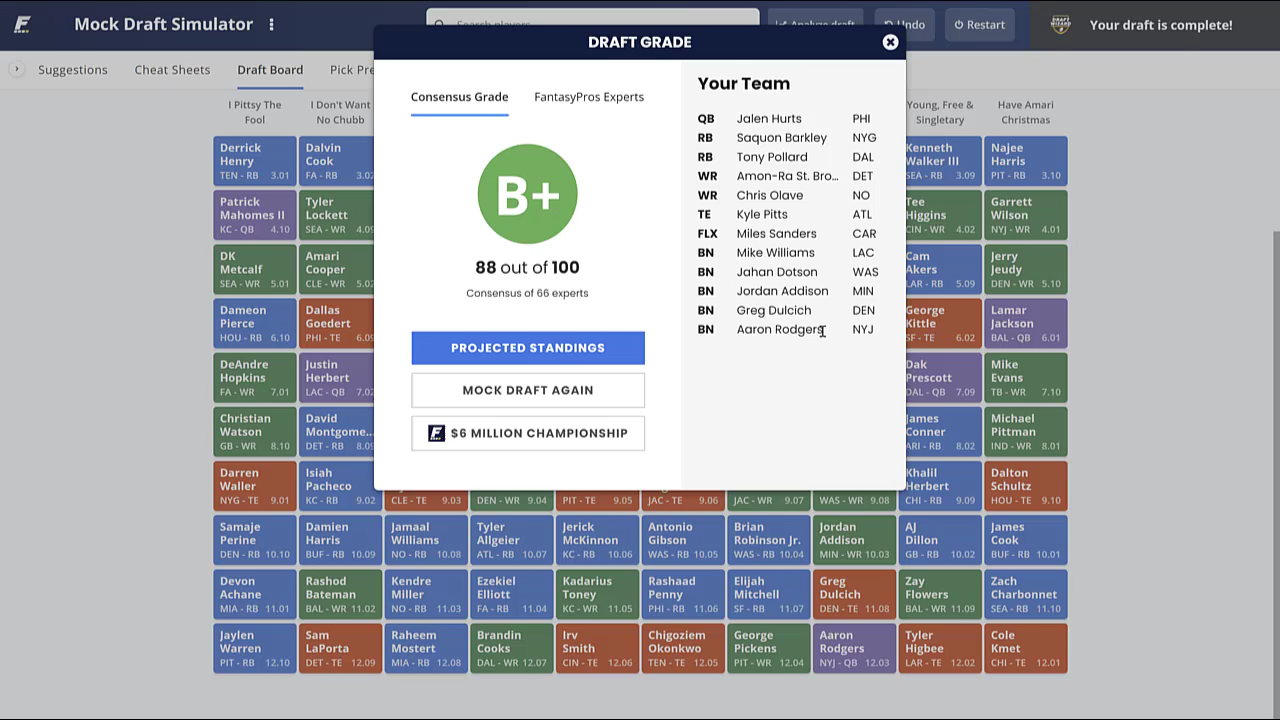 Mock Draft Simulator
Search players
Analyze draft
Undo
Restart
Your draft is complete!
Suggestions
Cheat Sheets
Draft Board
Pick Pre
DRAFT GRADE
Consensus Grade
FantasyPros Experts
B+
88 out of 100
Consensus of 66 experts
PROJECTED STANDINGS
MOCK DRAFT AGAIN
$6 MILLION CHAMPIONSHIP
Your Team
QB Jalen Hurts PHI
RB Saquon Barkley NYG
RB Tony Pollard DAL
WR Amon-Ra St. Bro... DET
WR Chris Olave NO
TE Kyle Pitts ATL
FLX Miles Sanders CAR
BN Mike Williams LAC
BN Jahan Dotson WAS
BN Jordan Addison MIN
BN Greg Dulcich DEN
BN Aaron Rodgers NYJ
I Pittsy The
Fool
I Don't Want
No Chubb
Young, Free &
Singletary
Have Amari
Christmas
Derrick
Henry
TEN - RB 3.01
Dalvin
Cook
FA - RB 3.02
Kenneth
Walker III
SEA - RB 3.09
Najee
Harris
PIT - RB 3.10
Patrick
Mahomes II
KC - QB 4.10
Tyler
Lockett
SEA - WR 4.09
Tee
Higgins
CIN - WR 4.02
Garrett
Wilson
NYJ - WR 4.01
DK
Metcalf
SEA - WR 5.01
Amari
Cooper
CLE - WR 5.02
Cam
Akers
LAR - RB 5.09
Jerry
Jeudy
DEN - WR 5.10
Dameon
Pierce
HOU - RB 6.10
Dallas
Goedert
PHI - TE 6.09
George
Kittle
SF - TE 6.02
Lamar
Jackson
BAL - QB 6.01
DeAndre
Hopkins
FA - WR 7.01
Justin
Herbert
LAC - QB 7.02
Dak
Prescott
DAL - QB 7.09
Mike
Evans
TB - WR 7.10
Christian
Watson
GB - WR 8.10
David
Montgome...
DET - RB 8.09
James
Conner
ARI - RB 8.02
Michael
Pittman
IND - WR 8.01
Darren
Waller
NYG - TE 9.01
Isiah
Pacheco
KC - RB 9.02
CLE - TE 9.03
DEN - WR 9.04
PIT - TE 9.05
JAC - TE 9.06
JAC - WR 9.07
WAS - WR 9.08
Khalil
Herbert
CHI - RB 9.09
Dalton
Schultz
HOU - TE 9.10
Samaje
Perine
DEN - RB 10.10
Damien
Harris
BUF - RB 10.09
Jamaal
Williams
NO - RB 10.08
Tyler
Allgeier
ATL - RB 10.07
Jerick
McKinnon
KC - RB 10.06
Antonio
Gibson
WAS - RB 10.05
Brian
Robinson Jr.
WAS - RB 10.04
Jordan
Addison
MIN - WR 10.03
AJ
Dillon
GB - RB 10.02
James
Cook
BUF - RB 10.01
Devon
Achane
MIA - RB 11.01
Rashod
Bateman
BAL - WR 11.02
Kendre
Miller
NO - RB 11.03
Ezekiel
Elliott
FA - RB 11.04
Kadarius
Toney
KC - WR 11.05
Rashaad
Penny
PHI - RB 11.06
Elijah
Mitchell
SF - RB 11.07
Greg
Dulcich
DEN - TE 11.08
Zay
Flowers
BAL - WR 11.09
Zach
Charbonnet
SEA - RB 11.10
Jaylen
Warren
PIT - RB 12.10
Sam
LaPorta
DET - TE 12.09
Raheem
Mostert
MIA - RB 12.08
Brandin
Cooks
DAL - WR 12.07
Irv
Smith
CIN - TE 12.06
Chigoziem
Okonkwo
TEN - TE 12.05
George
Pickens
PIT - WR 12.04
Aaron
Rodgers
NYJ - QB 12.03
Tyler
Higbee
LAR - TE 12.02
Cole
Kmet
CHI - TE 12.01